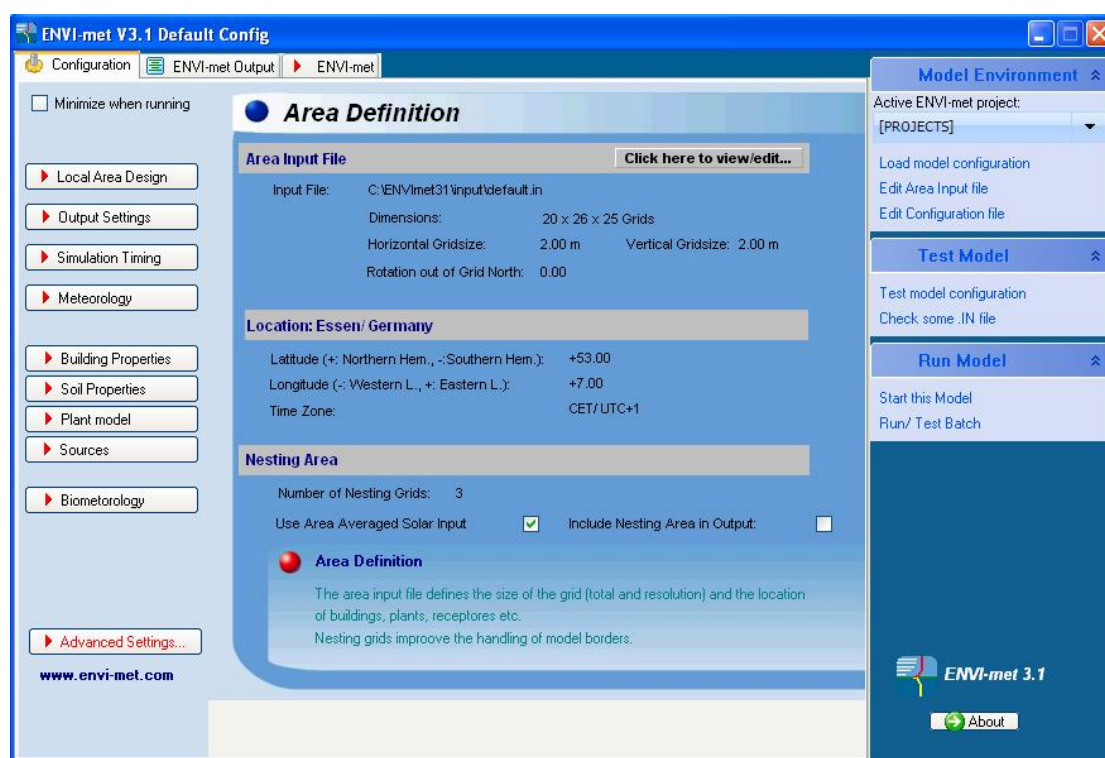 ENVI-met V3.1 Default Config
Configuration
ENVI-met Output
ENVI-met
Minimize when running
Local Area Design
Output Settings
Simulation Timing
Meteorology
Building Properties
Soil Properties
Plant model
Sources
Biometorology
Advanced Settings...
www.envi-met.com
Area Definition
Area Input File
Click here to view/edit...
Input File: C:\ENVImet31\input\default.in
Dimensions: 20 x 26 x 25 Grids
Horizontal Gridsize: 2.00 m Vertical Gridsize: 2.00 m
Rotation out of Grid North: 0.00
Location: Essen/ Germany
Latitude (+: Northern Hem., -:Southern Hem.): +53.00
Longitude (-: Western L., +: Eastern L.): +7.00
Time Zone: CET/ UTC+1
Nesting Area
Number of Nesting Grids: 3
Use Area Averaged Solar Input Include Nesting Area in Output:
Area Definition
The area input file defines the size of the grid (total and resolution) and the location
of buildings, plants, receptores etc.
Nesting grids improove the handling of model borders.
Model Environment
Active ENVI-met project:
[PROJECTS]
Load model configuration
Edit Area Input file
Edit Configuration file
Test Model
Test model configuration
Check some .IN file
Run Model
Start this Model
Run/ Test Batch
ENVI-met 3.1
About